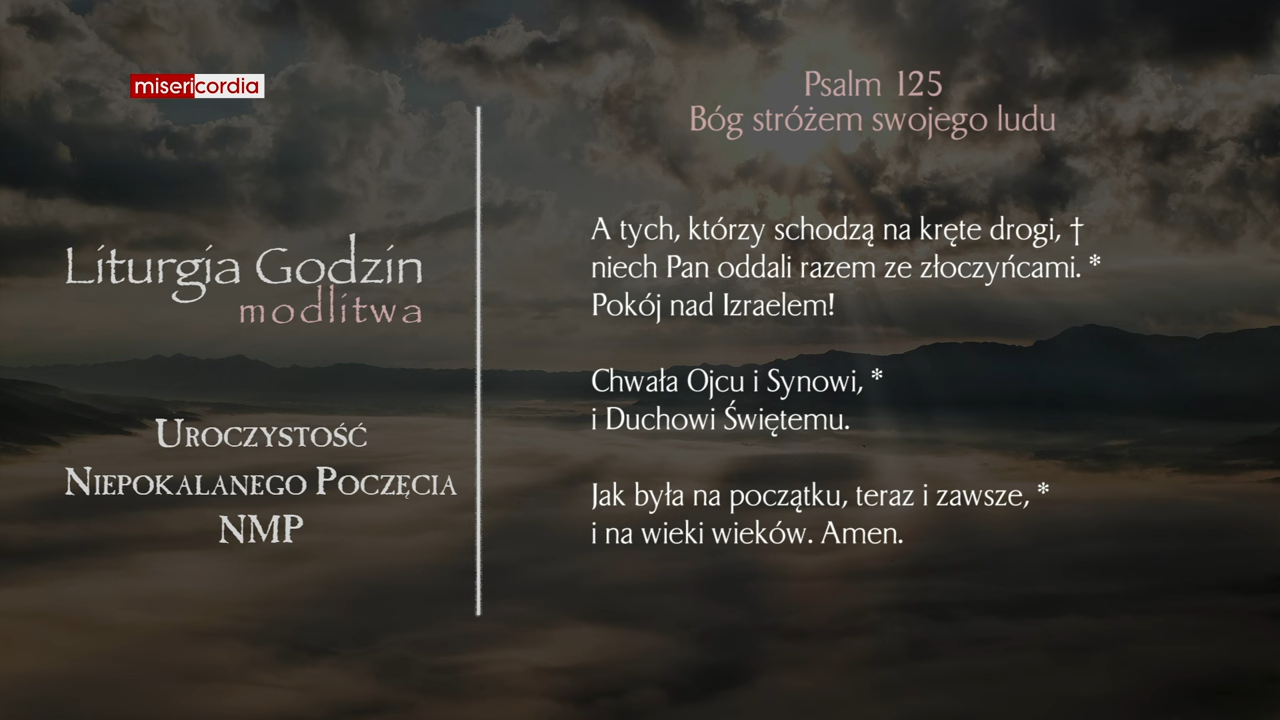 misericordia
Liturgia Godzin
modlitwa
Uroczystość
Niepokalanego Poczęcia
NMP
Psalm 125
Bóg stróżem swojego ludu
A tych, którzy schodzą na kręte drogi, †
niech Pan oddali razem ze złoczyńcami. *
Pokój nad Izraelem!
Chwała Ojcu i Synowi, *
i Duchowi Świętemu.
Jak była na początku, teraz i zawsze, *
i na wieki wieków. Amen.